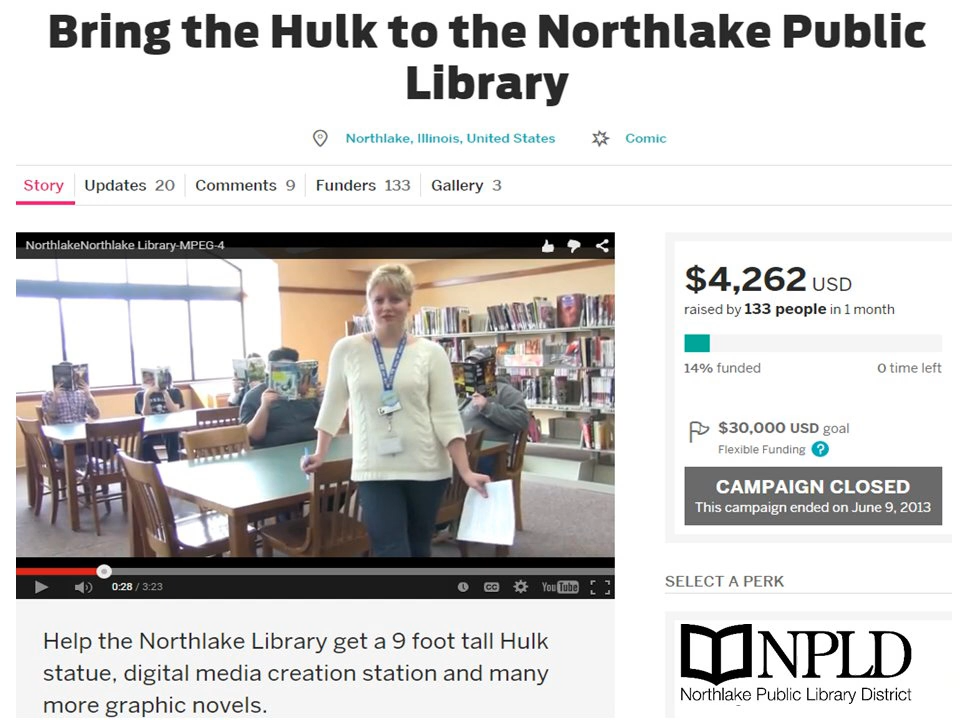 Bring the Hulk to the Northlake Public
Library
Northlake, Illinois, United States
Comic
Story
Updates 20
Comments 9
Funders 133
Gallery 3
NorthlakeNorthlake Library-MPEG-4
0:28 / 3:23
CC
YouTube
Help the Northlake Library get a 9 foot tall Hulk
statue, digital media creation station and many
more graphic novels.
$4,262 USD
raised by 133 people in 1 month
14% funded
0 time left
$30,000 USD goal
Flexible Funding ?
CAMPAIGN CLOSED
This campaign ended on June 9, 2013
SELECT A PERK
NPLD
Northlake Public Library District